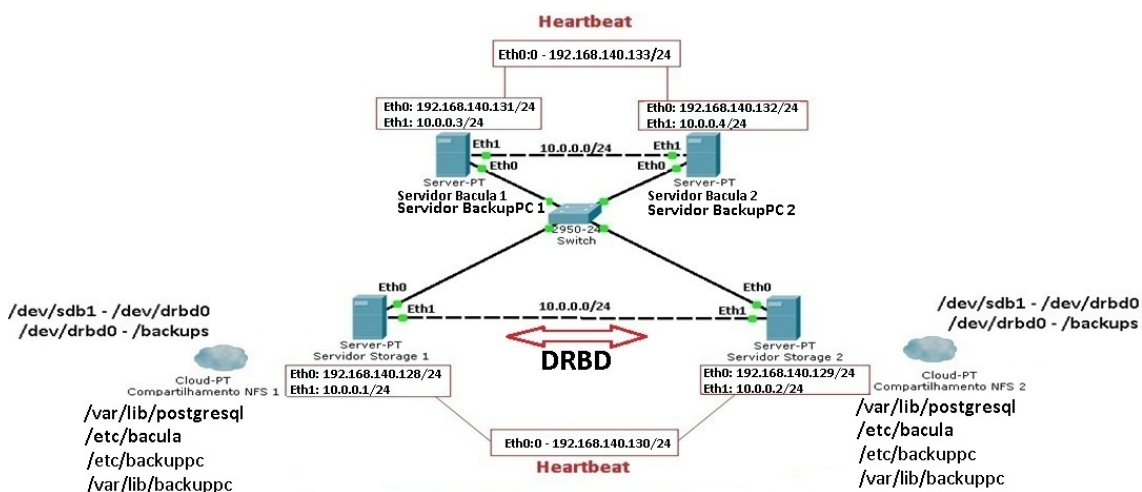 Heartbeat
Eth0:0 - 192.168.140.133/24
Eth0: 192.168.140.131/24
Eth1: 10.0.0.3/24
Eth0: 192.168.140.132/24
Eth1: 10.0.0.4/24
Eth1
10.0.0.0/24
Eth1
Eth0
Eth0
Server-PT
Servidor Bacula 1
Servidor BackupPC 1
Server-PT
Servidor Bacula 2
Servidor BackupPC 2
2950-24
Switch
Eth0
Eth1
10.0.0.0/24
Eth0
Eth1
/dev/sdb1 - /dev/drbd0
/dev/drbd0 - /backups
/dev/sdb1 - /dev/drbd0
/dev/drbd0 - /backups
Server-PT
Servidor Storage 1
DRBD
Server-PT
Servidor Storage 2
Cloud-PT
Compartilhamento NFS 1
Eth0: 192.168.140.128/24
Eth1: 10.0.0.1/24
Eth0: 192.168.140.129/24
Eth1: 10.0.0.2/24
Cloud-PT
Compartilhamento NFS 2
/var/lib/postgresql
/etc/bacula
/etc/backuppc
/var/lib/backuppc
Eth0:0 - 192.168.140.130/24
Heartbeat
/var/lib/postgresql
/etc/bacula
/etc/backuppc
/var/lib/backuppc